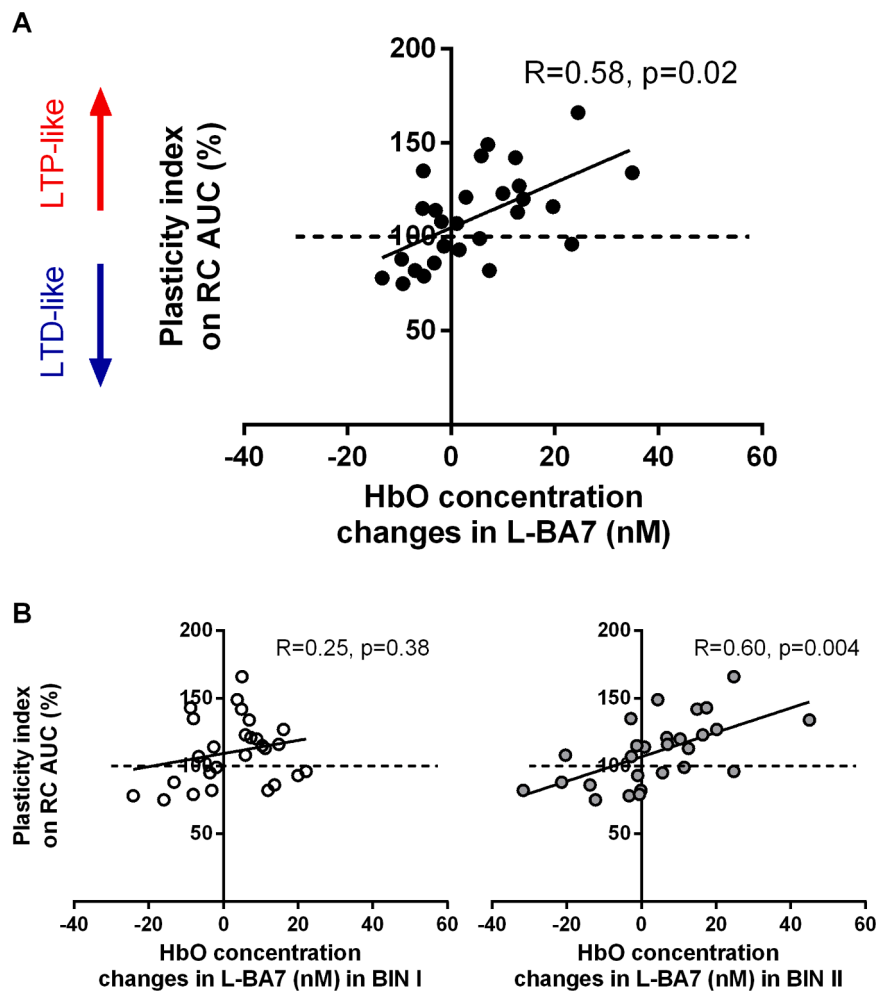 A
200
R=0.58, p=0.02
150
100
50
LTP-like
LTD-like
Plasticity index
on RC AUC (%)
-40
-20
0
20
40
60
HbO concentration
changes in L-BA7 (nM)
B
200
R=0.25, p=0.38
150
100
50
Plasticity index
on RC AUC (%)
-40
-20
0
20
40
60
HbO concentration
changes in L-BA7 (nM) in BIN I
200
R=0.60, p=0.004
150
100
50
-40
-20
0
20
40
60
HbO concentration
changes in L-BA7 (nM) in BIN II